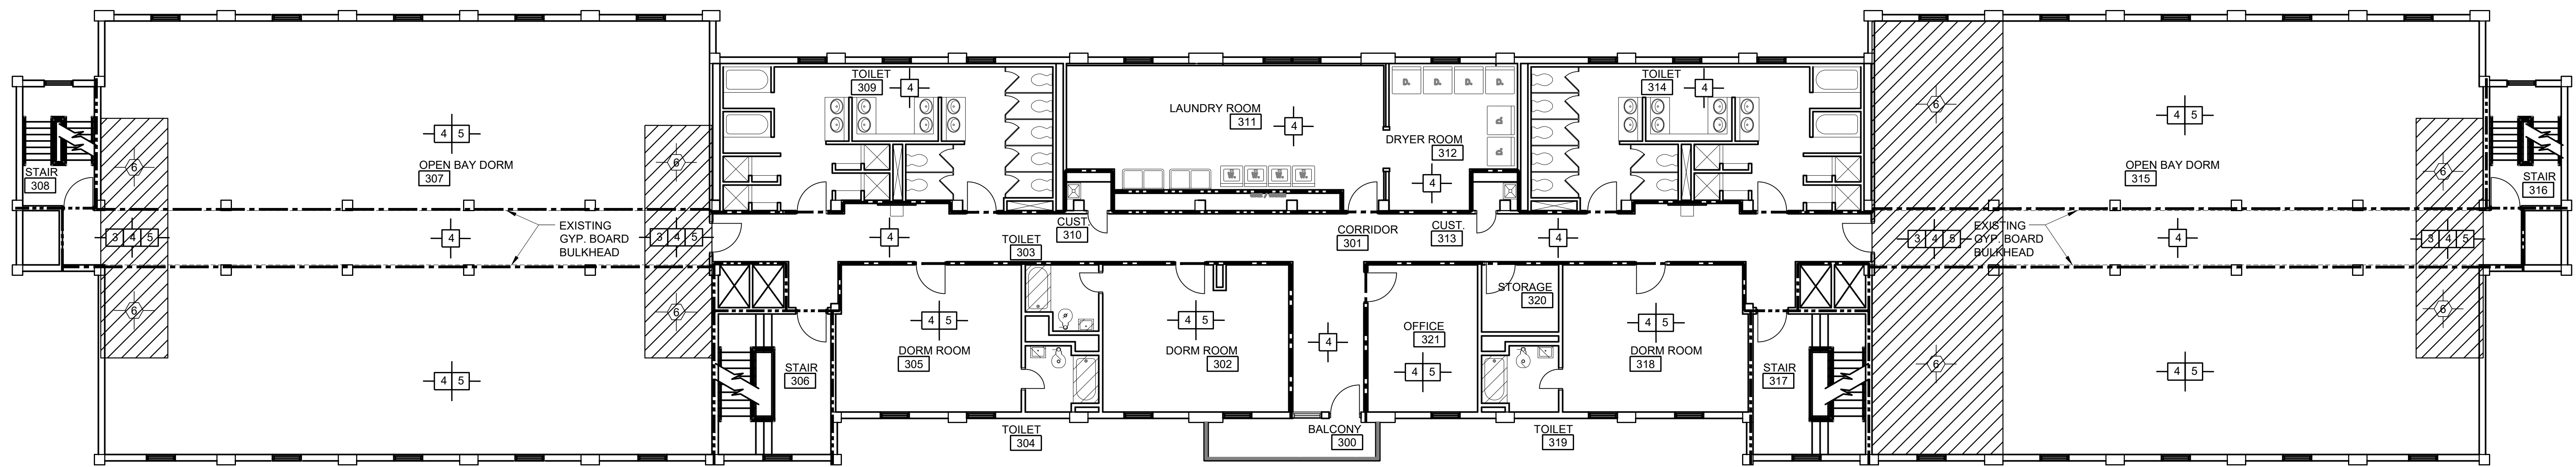 TOILET
309
4
LAUNDRY ROOM
311
4
DRYER ROOM
312
4
D. D. D. D.
D.
D.
W. W. W. W.
TOILET
314
4
STAIR
308
OPEN BAY DORM
307
4 5
6
6
3 4 5
4
3 4 5
EXISTING
GYP. BOARD
BULKHEAD
6
6
4 5
4
TOILET
303
CUST.
310
CORRIDOR
301
CUST.
313
4
6
4 5
OPEN BAY DORM
315
6
STAIR
316
3 4 5
EXISTING
GYP. BOARD
BULKHEAD
4
3 4 5
6
6
4 5
STAIR
306
4 5
DORM ROOM
305
4 5
DORM ROOM
302
4
OFFICE
321
4 5
STORAGE
320
4 5
DORM ROOM
318
STAIR
317
TOILET
304
BALCONY
300
TOILET
319